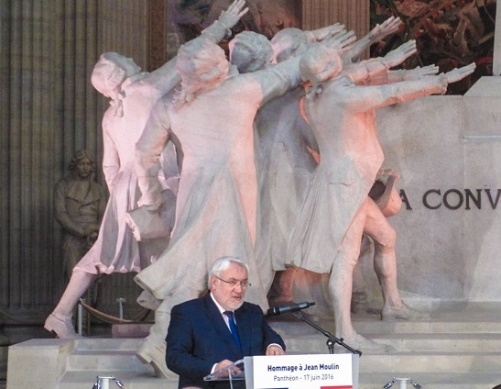 A CONV
Hommage à Jean Moulin
Panthéon - 17 juin 2016